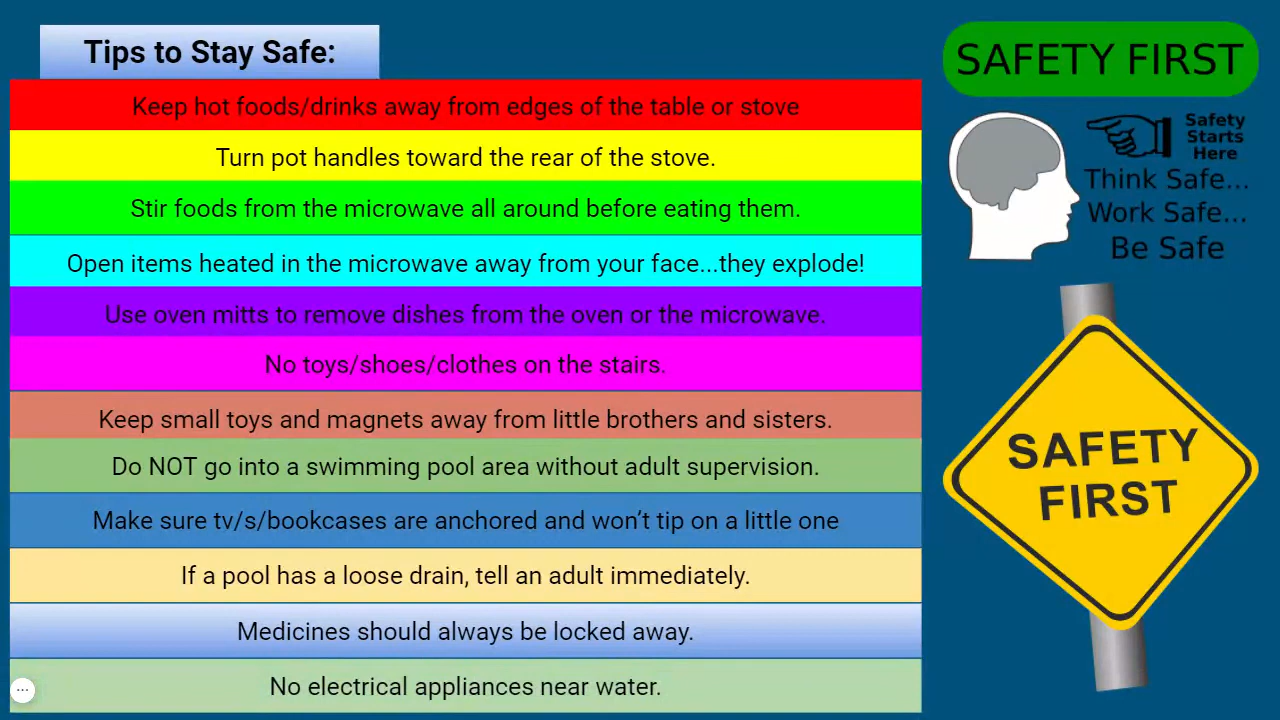 Tips to Stay Safe:
Keep hot foods/drinks away from edges of the table or stove
Turn pot handles toward the rear of the stove.
Stir foods from the microwave all around before eating them.
Open items heated in the microwave away from your face...they explode!
Use oven mitts to remove dishes from the oven or the microwave.
No toys/shoes/clothes on the stairs.
Keep small toys and magnets away from little brothers and sisters.
Do NOT go into a swimming pool area without adult supervision.
Make sure tv/s/bookcases are anchored and won’t tip on a little one
If a pool has a loose drain, tell an adult immediately.
Medicines should always be locked away.
No electrical appliances near water.
SAFETY FIRST
Safety
Starts
Here
Think Safe...
Work Safe...
Be Safe
SAFETY
FIRST